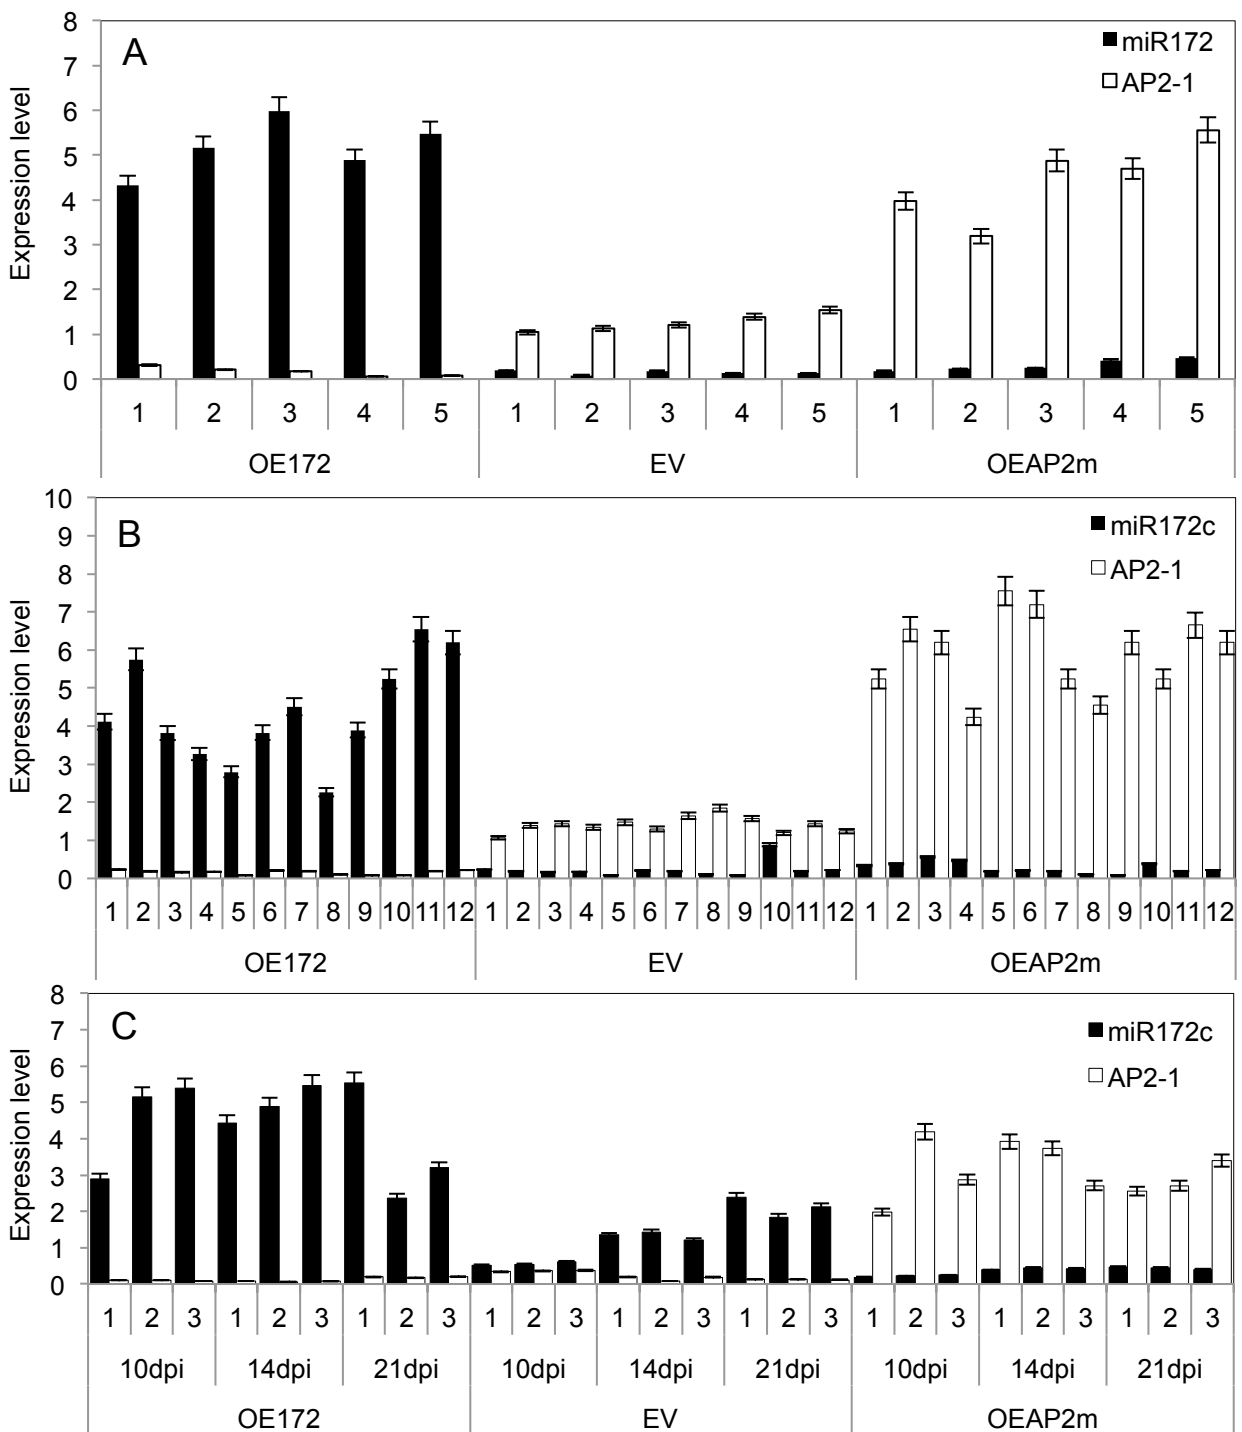 8
A
miR172
7
AP2-1
6
5
4
3
2
1
0
Expression level
1 2 3 4 5 1 2 3 4 5 1 2 3 4 5
OE172 EV OEAP2m
10
B
miR172c
9
AP2-1
8
7
6
5
4
3
2
1
0
Expression level
1 2 3 4 5 6 7 8 9 10 11 12 1 2 3 4 5 6 7 8 9 10 11 12 1 2 3 4 5 6 7 8 9 10 11 12
OE172 EV OEAP2m
8
C
miR172c
7
AP2-1
6
5
4
3
2
1
0
Expression level
1 2 3 1 2 3 1 2 3 1 2 3 1 2 3 1 2 3 1 2 3 1 2 3 1 2 3
10dpi 14dpi 21dpi 10dpi 14dpi 21dpi 10dpi 14dpi 21dpi
OE172 EV OEAP2m